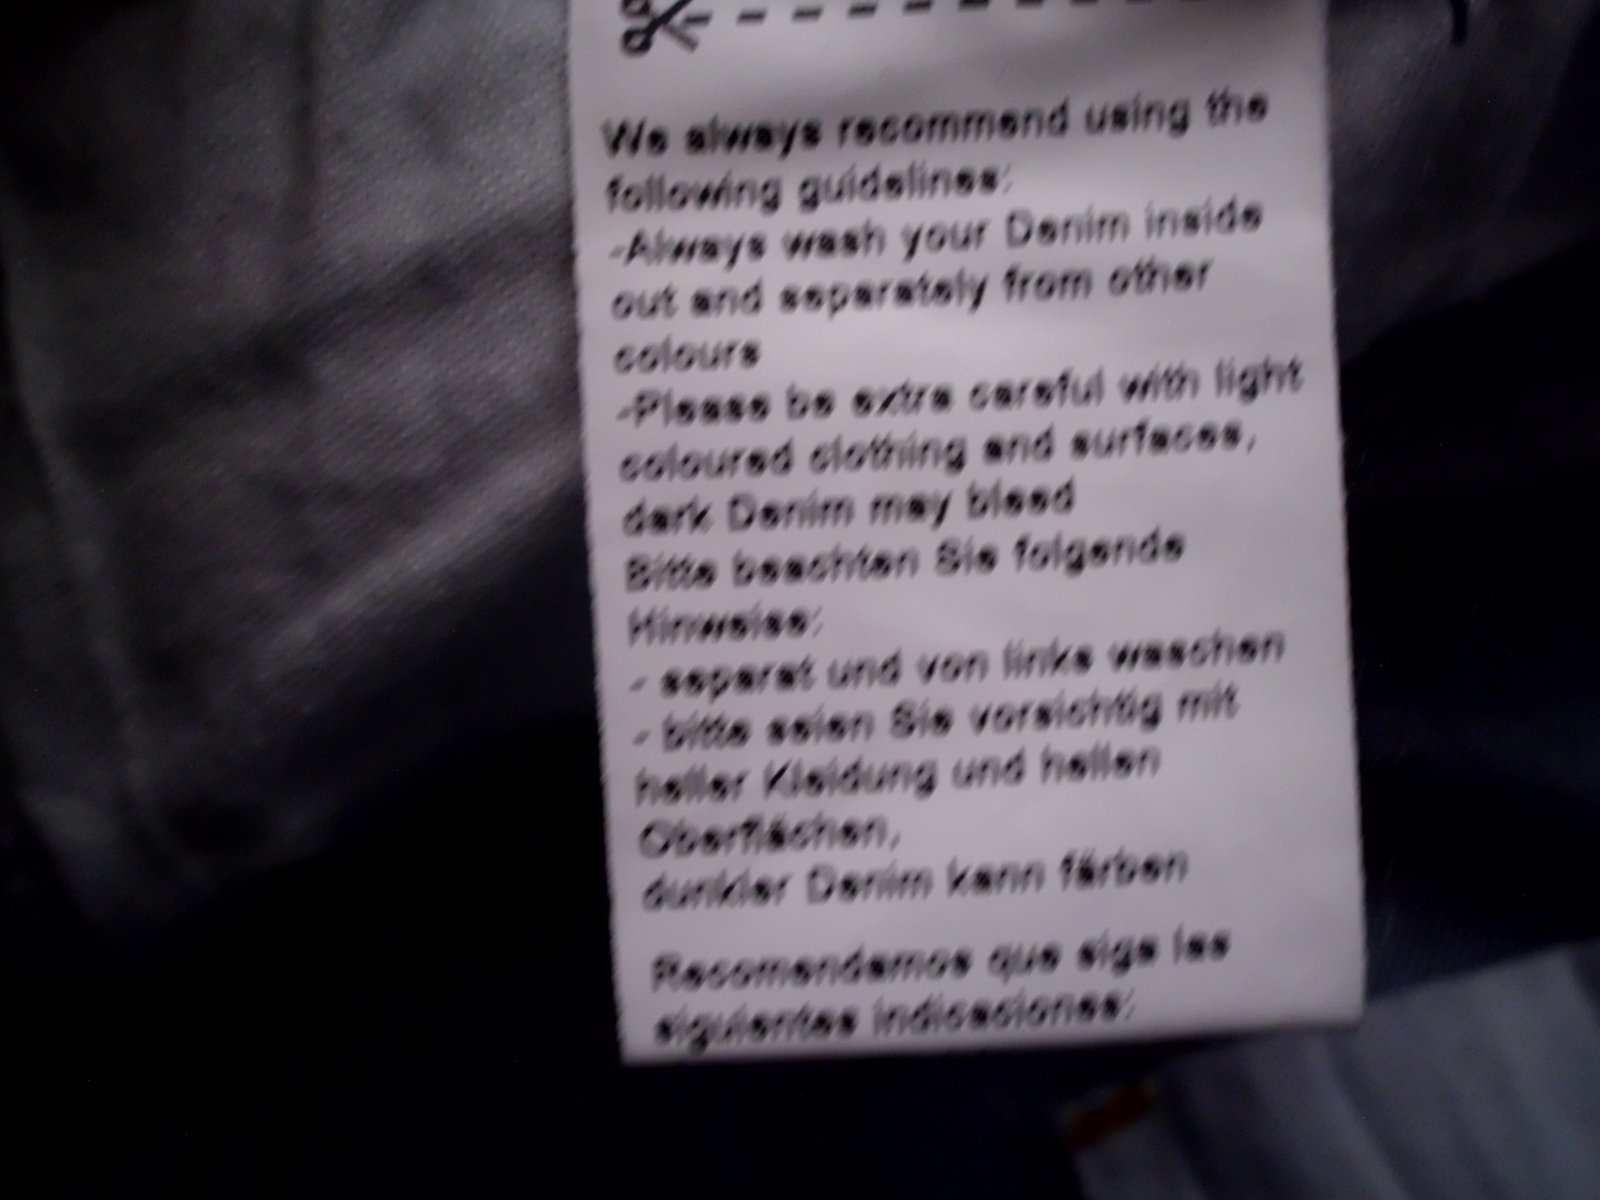 We always recommend using the
following guidelines:
-Always wash your Denim inside
out and separately from other
colours
-Please be extra careful with light
coloured clothing and surfaces,
dark Denim may bleed
Bitte beachten Sie folgende
Hinweise:
- separat und von links waschen
- bitte seien Sie vorsichtig mit
heller Kleidung und hellen
Oberflächen,
dunkler Denim kann färben
Recomendamos que siga las
siguientes indicaciones: